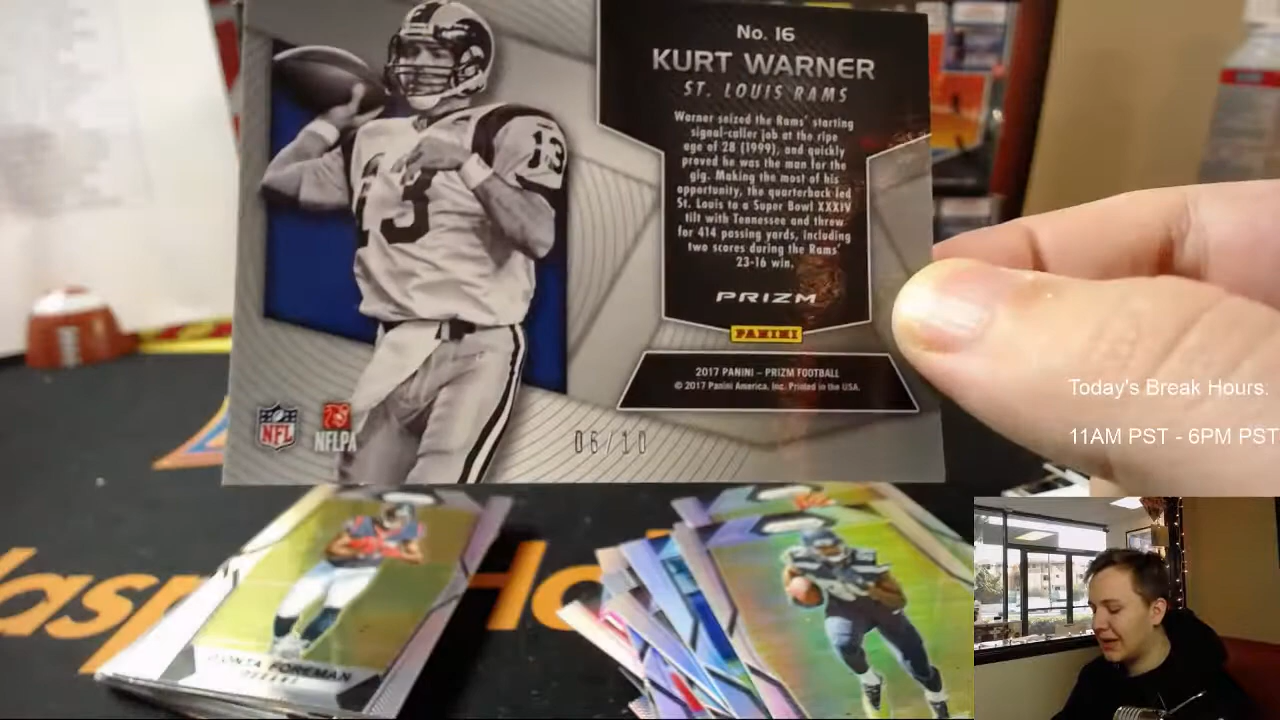 No. 16
KURT WARNER
ST. LOUIS RAMS
Warner seized the Rams' starting
signal-caller job at the ripe
age of 28 (1999), and quickly
proved he was the man for the
gig. Making the most of his
opportunity, the quarterback led
St. Louis to a Super Bowl XXXIV
tilt with Tennessee and threw
for 414 passing yards, including
two scores during the Rams'
23-16 win.
PRIZM
PANINI
2017 PANINI – PRIZM FOOTBALL
© 2017 Panini America, Inc. Printed in the USA.
13
13
NFL
NFLPA
06/10
Today's Break Hours.
11AM PST - 6PM PST
D'ONTA FOREMAN